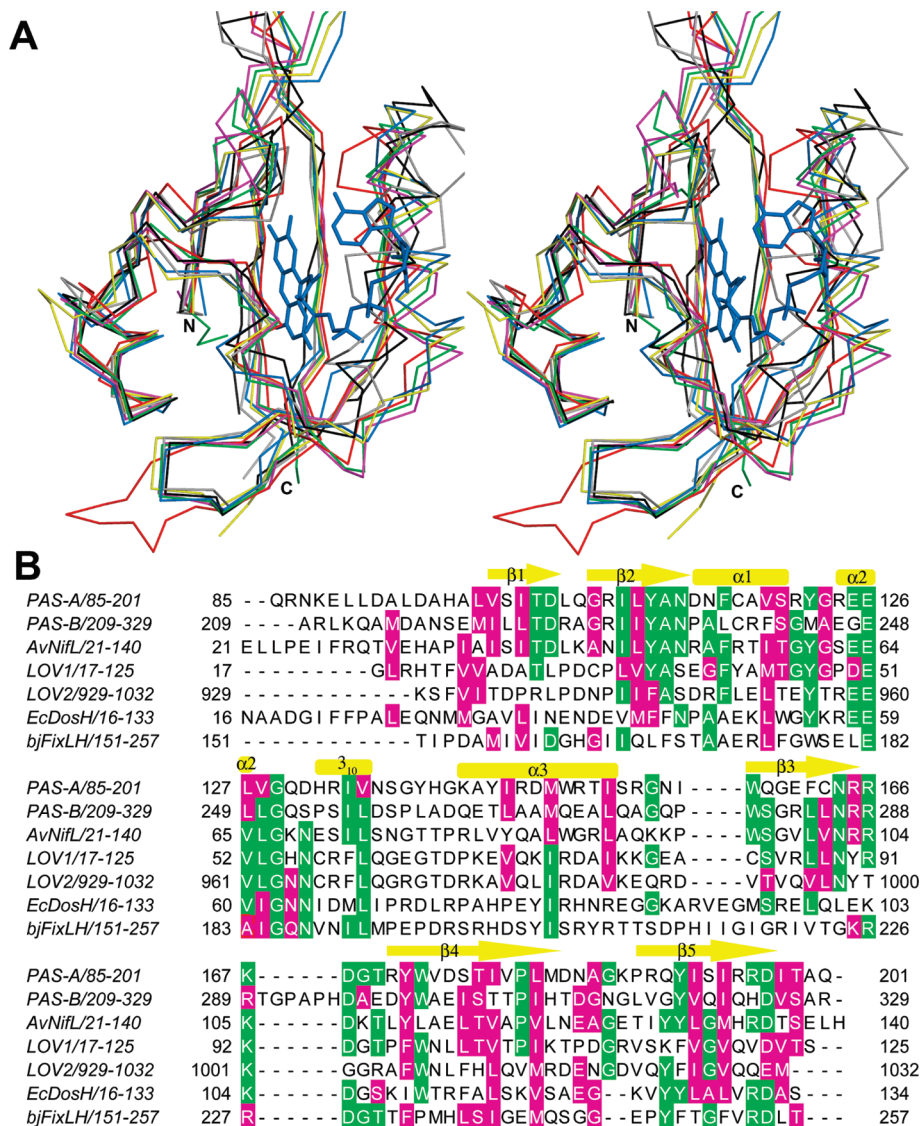 A
N
C
N
C
B
β1 β2 α1 α2
PAS-A/85-201 85 --QRNKELLDALDAHALVSITDLQGRILYANDNFCAVSRYGREE 126
PAS-B/209-329 209 ----ARLKQAMDANSEMILLTDRAGRIIYANPALCRFSGMAEGE 248
AvNifL/21-140 21 ELLPEIFRQTVEHAPIAISITDLKANILYANRAFRTITGYGSEE 64
LOV1/17-125 17 ---------GLRHTFVVADATLPDCPLVYASEGFYAMTGYGPDE 51
LOV2/929-1032 929 ------------KSFVITDPRLPDNPIIFASDRFLELTEYTREE 960
EcDosH/16-133 16 NAADGIFFPALEQNMMGAVLINENDEVMFFNPAAEKLWGYKREE 59
bjFixLH/151-257 151 ------------TIPDAMIVIDGHGIIQLFSTAAERLFGWSELE 182
α2 3₁₀ α3 β3
PAS-A/85-201 127 LVGQDHRIVNSGYHGKAYIRDMWRTISRGNI----WQGEFCNRR 166
PAS-B/209-329 249 LLGQSPSILDSPLADQETLAAMQEALQAGQP----WSGRLLNRR 288
AvNifL/21-140 65 VLGKNESILSNGTTPRLVYQALWGRLAQKKP----WSGVLVNRR 104
LOV1/17-125 52 VLGHNCRFLQGEGTDPKEVQKIRDAIKKGEA----CSVRLLNYR 91
LOV2/929-1032 961 VLGNNCRFLQGRGTDRKAVQLIRDAVKEQRD----VTVQVLNYT 1000
EcDosH/16-133 60 VIGNNIDMLIPRDLRPAHPEYIRHNREGGKARVEGMSRELQLEK 103
bjFixLH/151-257 183 AIGQNVNILMPEPDRSRHDSYISRYRTTSDPHIIGIGRIVTGKR 226
β4 β5
PAS-A/85-201 167 K------DGTRYWVDSTIVPLMDNAGKPRQYISIRRDITAQ- 201
PAS-B/209-329 289 RTGPAPHDAEDYWAEISTTPIHTDGNGLVGYVQIQHDVSAR- 329
AvNifL/21-140 105 K------DKTLYLAELTVAPVLNEAGETIYYLGMHRDTSELH 140
LOV1/17-125 92 K------DGTPFWNLLTVTPIKTPDGRVSKFVGVQVDVTS-- 125
LOV2/929-1032 1001 K------GGRAFWNLFHLQVMRDENGDVQYFIGVQQEM---- 1032
EcDosH/16-133 104 K------DGSKIWTRFALSKVSAEG--KVYYLALVRDAS--- 134
bjFixLH/151-257 227 R------DGTTFPMHLSIGEMQSGG--EPYFTGFVRDLT--- 257